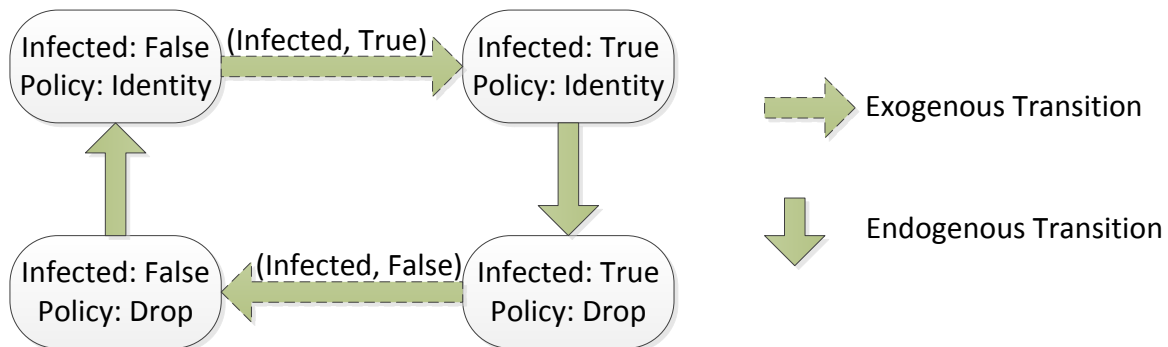 Infected: False
Policy: Identity
(Infected, True)
Infected: True
Policy: Identity
Exogenous Transition
Endogenous Transition
Infected: False
Policy: Drop
(Infected, False)
Infected: True
Policy: Drop